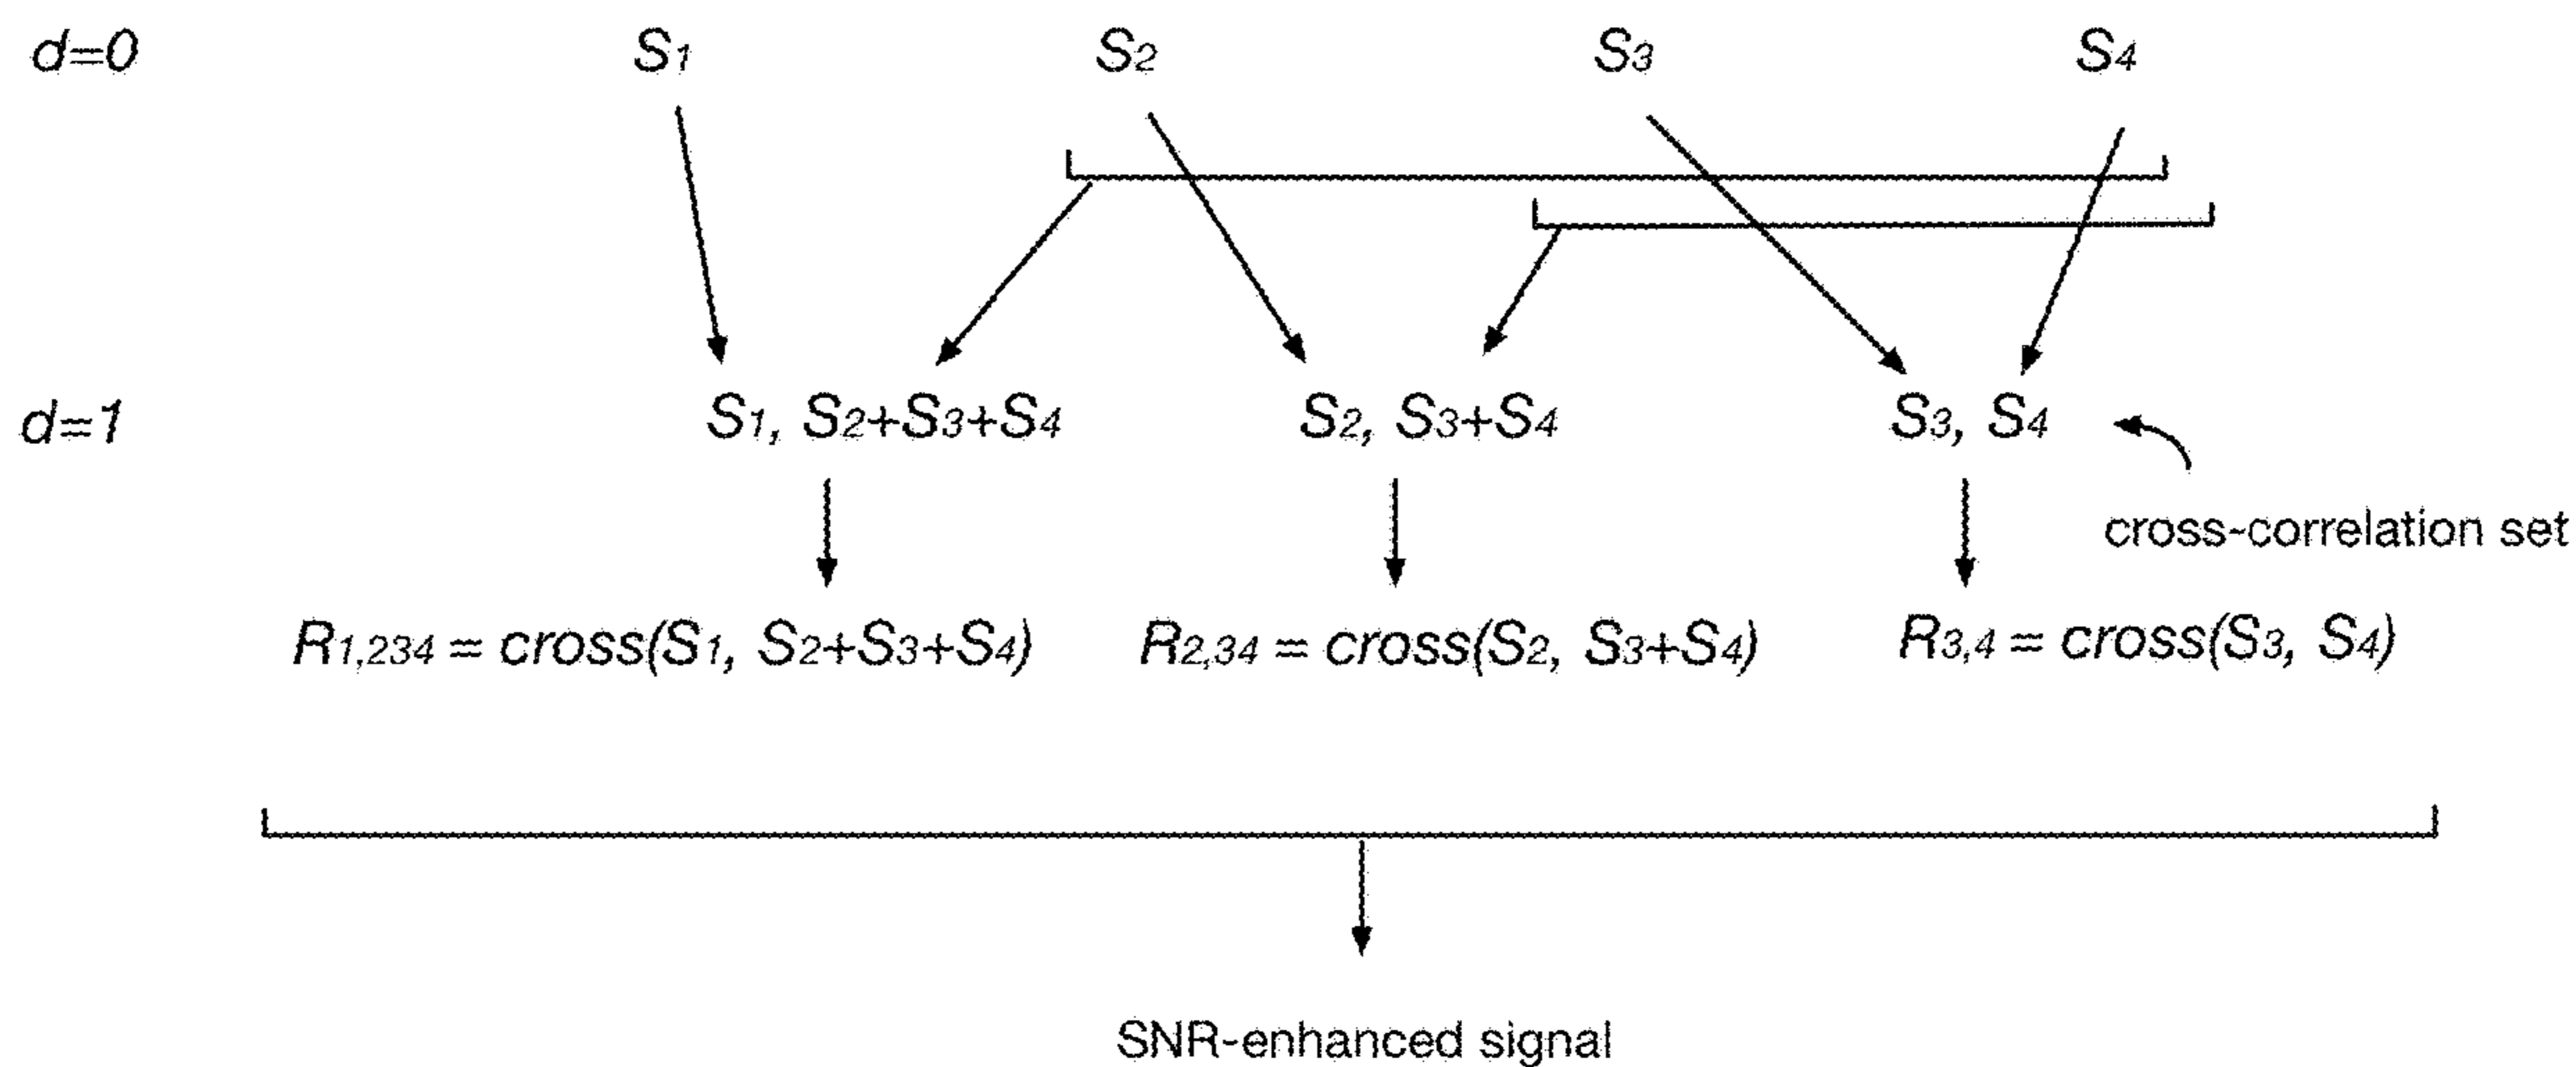 d=0 S1 S2 S3 S4
d=1 S1, S2+S3+S4 S2, S3+S4 S3, S4
cross-correlation set
R1,234 = cross(S1, S2+S3+S4) R2,34 = cross(S2, S3+S4) R3,4 = cross(S3, S4)
SNR-enhanced signal